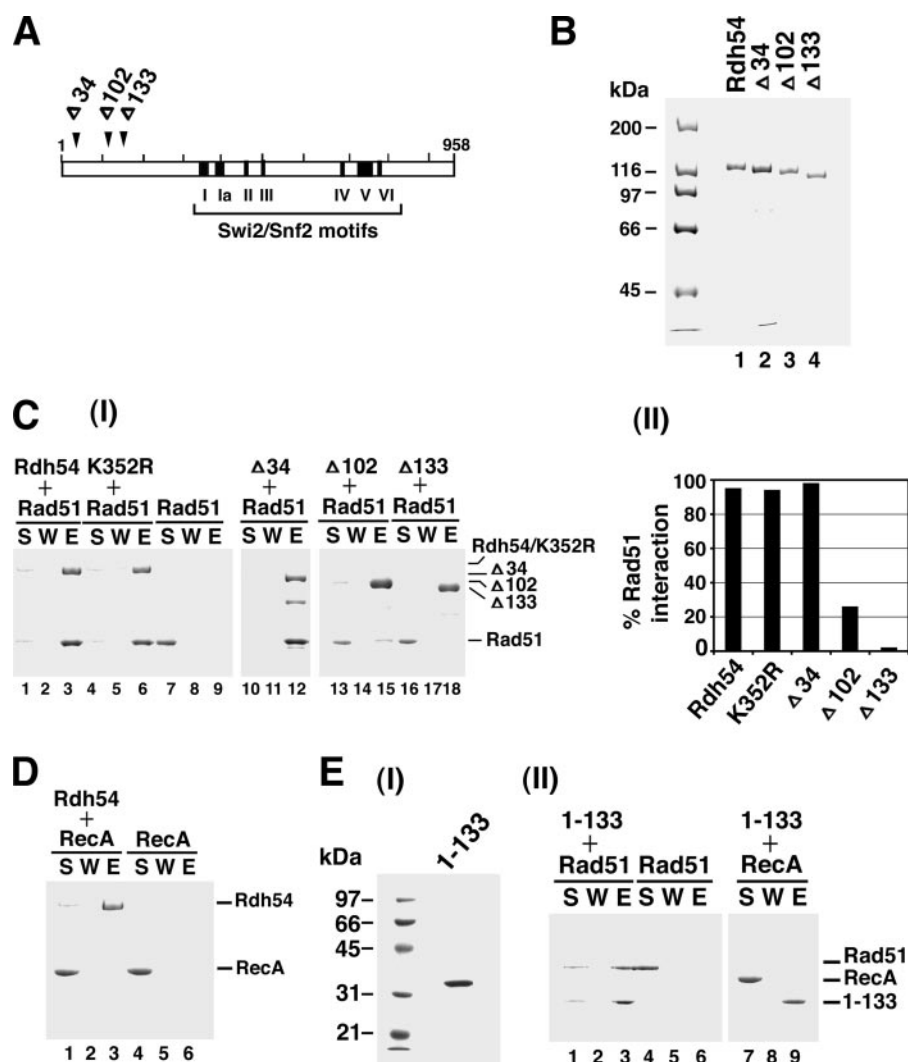 A
Δ34
Δ102
Δ133
1
958
I Ia II III IV V VI
Swi2/Snf2 motifs
B
Rdh54
Δ34
Δ102
Δ133
kDa
200
116
97
66
45
1 2 3 4
C (I)
Rdh54 K352R Δ34 Δ102 Δ133
+ + + + +
Rad51 Rad51 Rad51 Rad51 Rad51 Rad51
S W E S W E S W E S W E S W E S W E
Rdh54/K352R
Δ34
Δ102
Δ133
Rad51
1 2 3 4 5 6 7 8 9 10 11 12 13 14 15 16 17 18
(II)
% Rad51
interaction
100
80
60
40
20
0
Rdh54
K352R
Δ34
Δ102
Δ133
D
Rdh54
+
RecA RecA
S W E S W E
Rdh54
RecA
1 2 3 4 5 6
E (I)
kDa
1-133
97
66
45
31
21
(II)
1-133 1-133
+ +
Rad51 Rad51 RecA
S W E S W E S W E
Rad51
RecA
1-133
1 2 3 4 5 6 7 8 9